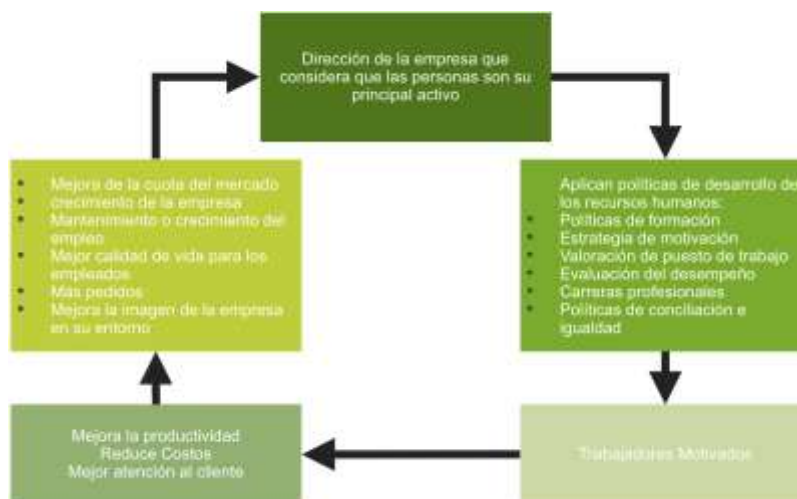 Dirección de la empresa que
considera que las personas son su
principal activo
Aplican políticas de desarrollo de
los recursos humanos:
Políticas de formación
Estrategia de motivación
Valoración de puesto de trabajo
Evaluación del desempeño
Carreras profesionales
Políticas de conciliación e
igualdad
Trabajadores Motivados
Mejora la productividad
Reduce Costos
Mejor atención al cliente
Mejora de la cuota del mercado
crecimiento de la empresa
Mantenimiento o crecimiento del
empleo
Mejor calidad de vida para los
empleados
Más pedidos
Mejora la imagen de la empresa
en su entorno